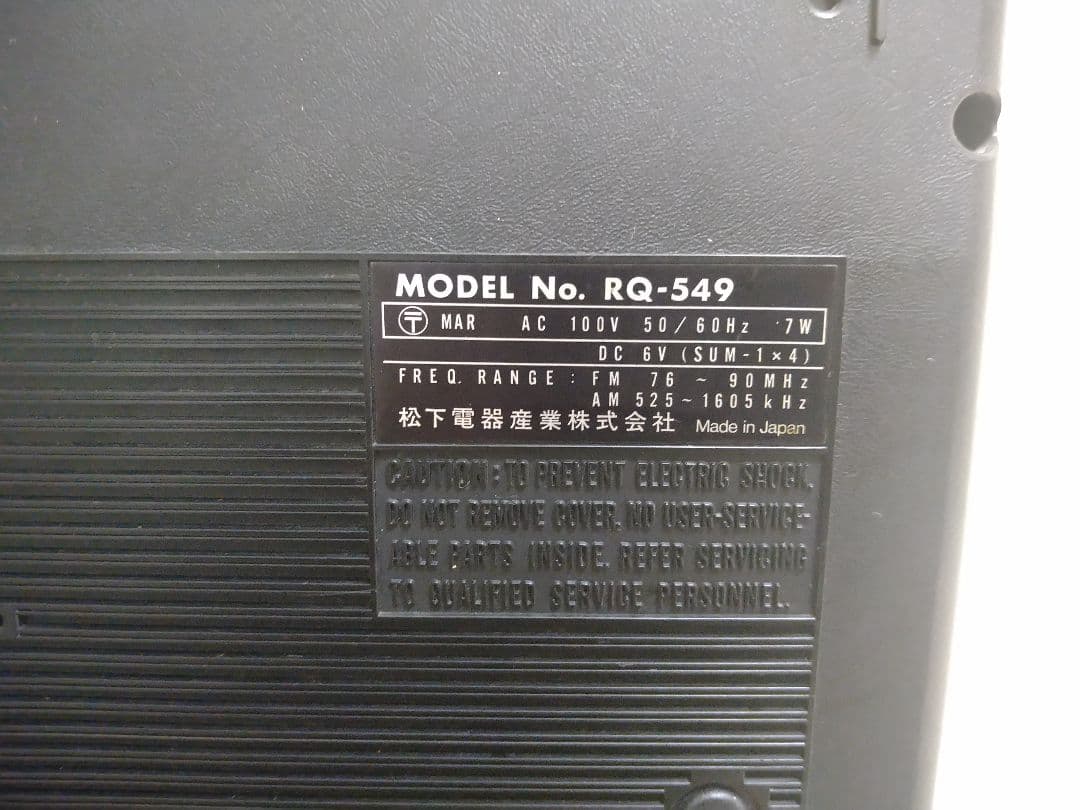 MODEL No. RQ-549
〒 MAR AC 100V 50/60Hz 7W
DC 6V (SUM-1×4)
FREQ. RANGE : FM 76 ~ 90MHz
AM 525~1605kHz
松下電器産業株式会社 Made in Japan
CAUTION: TO PREVENT ELECTRIC SHOCK,
DO NOT REMOVE COVER, NO USER-SERVICE-
ABLE PARTS INSIDE. REFER SERVICING
TO QUALIFIED SERVICE PERSONNEL.